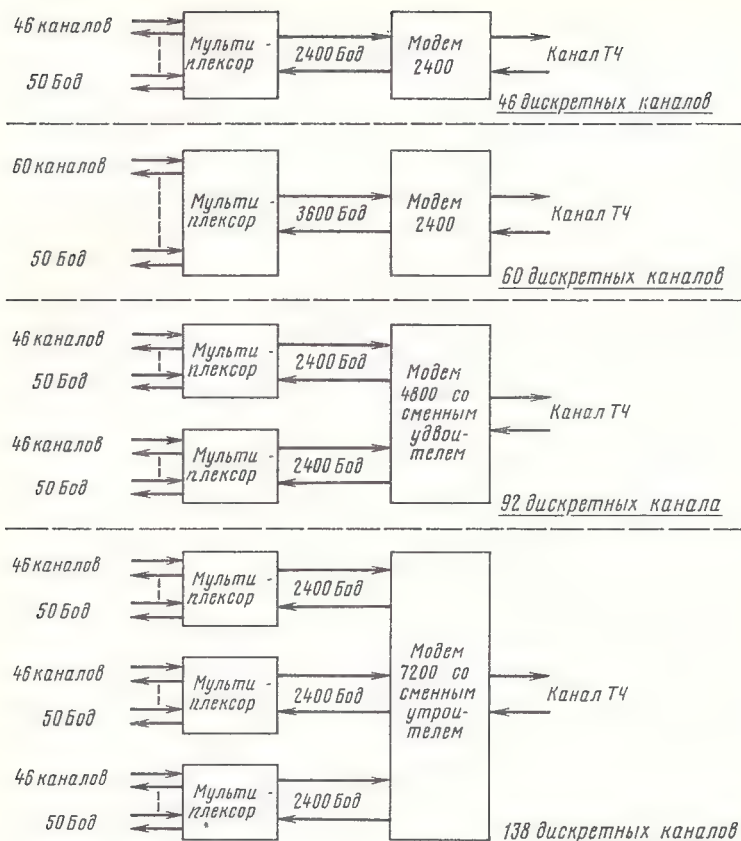 46 каналов
50 Бод
Мульти-
плексор
2400 Бод
Модем
2400
Канал ТЧ
46 дискретных каналов
60 каналов
50 Бод
Мульти-
плексор
3600 Бод
Модем
2400
Канал ТЧ
60 дискретных каналов
46 каналов
50 Бод
Мульти-
плексор
2400 Бод
46 каналов
50 Бод
Мульти-
плексор
2400 Бод
Модем
4800 со
сменным
удвои-
телем
Канал ТЧ
92 дискретных канала
46 каналов
50 Бод
Мульти-
плексор
2400 Бод
46 каналов
50 Бод
Мульти-
плексор
2400 Бод
46 каналов
50 Бод
Мульти-
плексор
2400 Бод
Модем
7200 со
сменным
утрои-
телем
Канал ТЧ
138 дискретных каналов